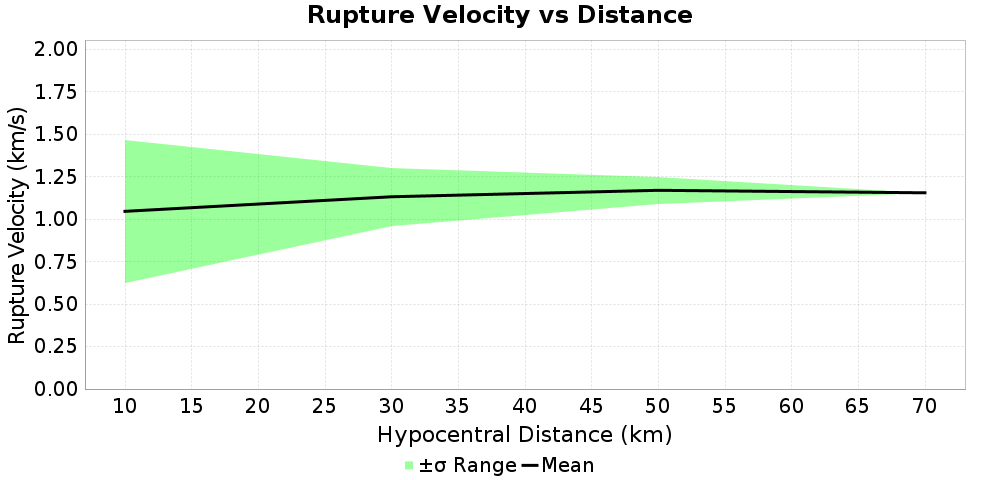 Rupture Velocity vs Distance
Rupture Velocity (km/s)
2.00
1.75
1.50
1.25
1.00
0.75
0.50
0.25
0.00
10 15 20 25 30 35 40 45 50 55 60 65 70
Hypocentral Distance (km)
±σ Range Mean